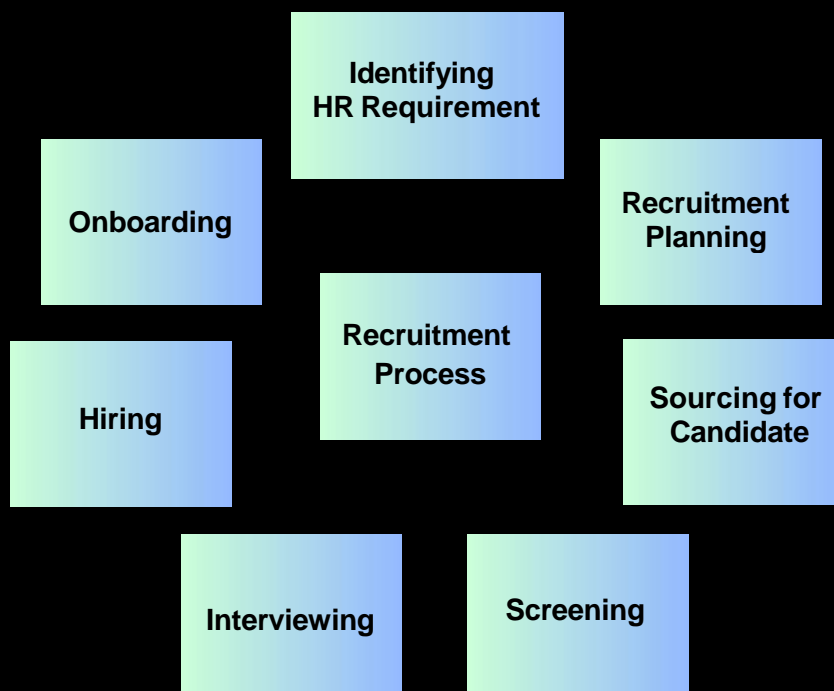 Identifying
HR Requirement
Onboarding
Recruitment
Planning
Recruitment
Process
Hiring
Sourcing for
Candidate
Interviewing
Screening